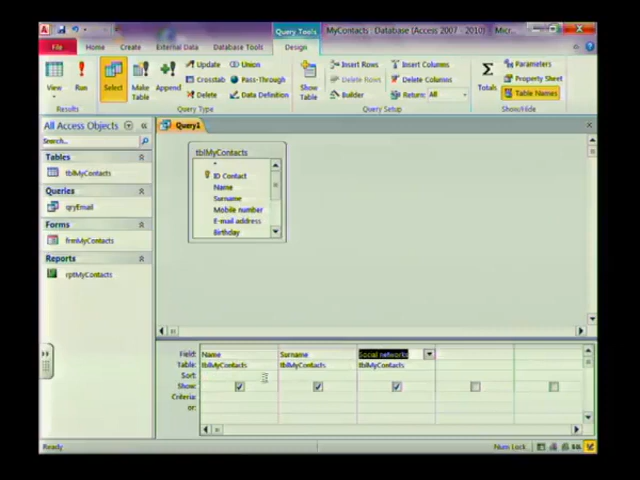 Query Tools
MyContacts : Database (Access 2007 - 2010)
Micr...
File Home Create External Data Database Tools Design
View Run Select Make Table Append Update Crosstab Delete Union Pass-Through Data Definition
Show Table Insert Rows Delete Rows Builder Insert Columns Delete Columns Return: All
Totals Parameters Property Sheet Table Names
Results Query Type Query Setup Show/Hide
All Access Objects
Search...
Tables
tblMyContacts
Queries
qryEmail
Forms
frmMyContacts
Reports
rptMyContacts
Query1
tblMyContacts
*
ID Contact
Name
Surname
Mobile number
E-mail address
Birthday
Field: Name Surname Social networks
Table: tblMyContacts tblMyContacts tblMyContacts
Sort:
Show:
Criteria:
or:
Ready
Num Lock
SQL